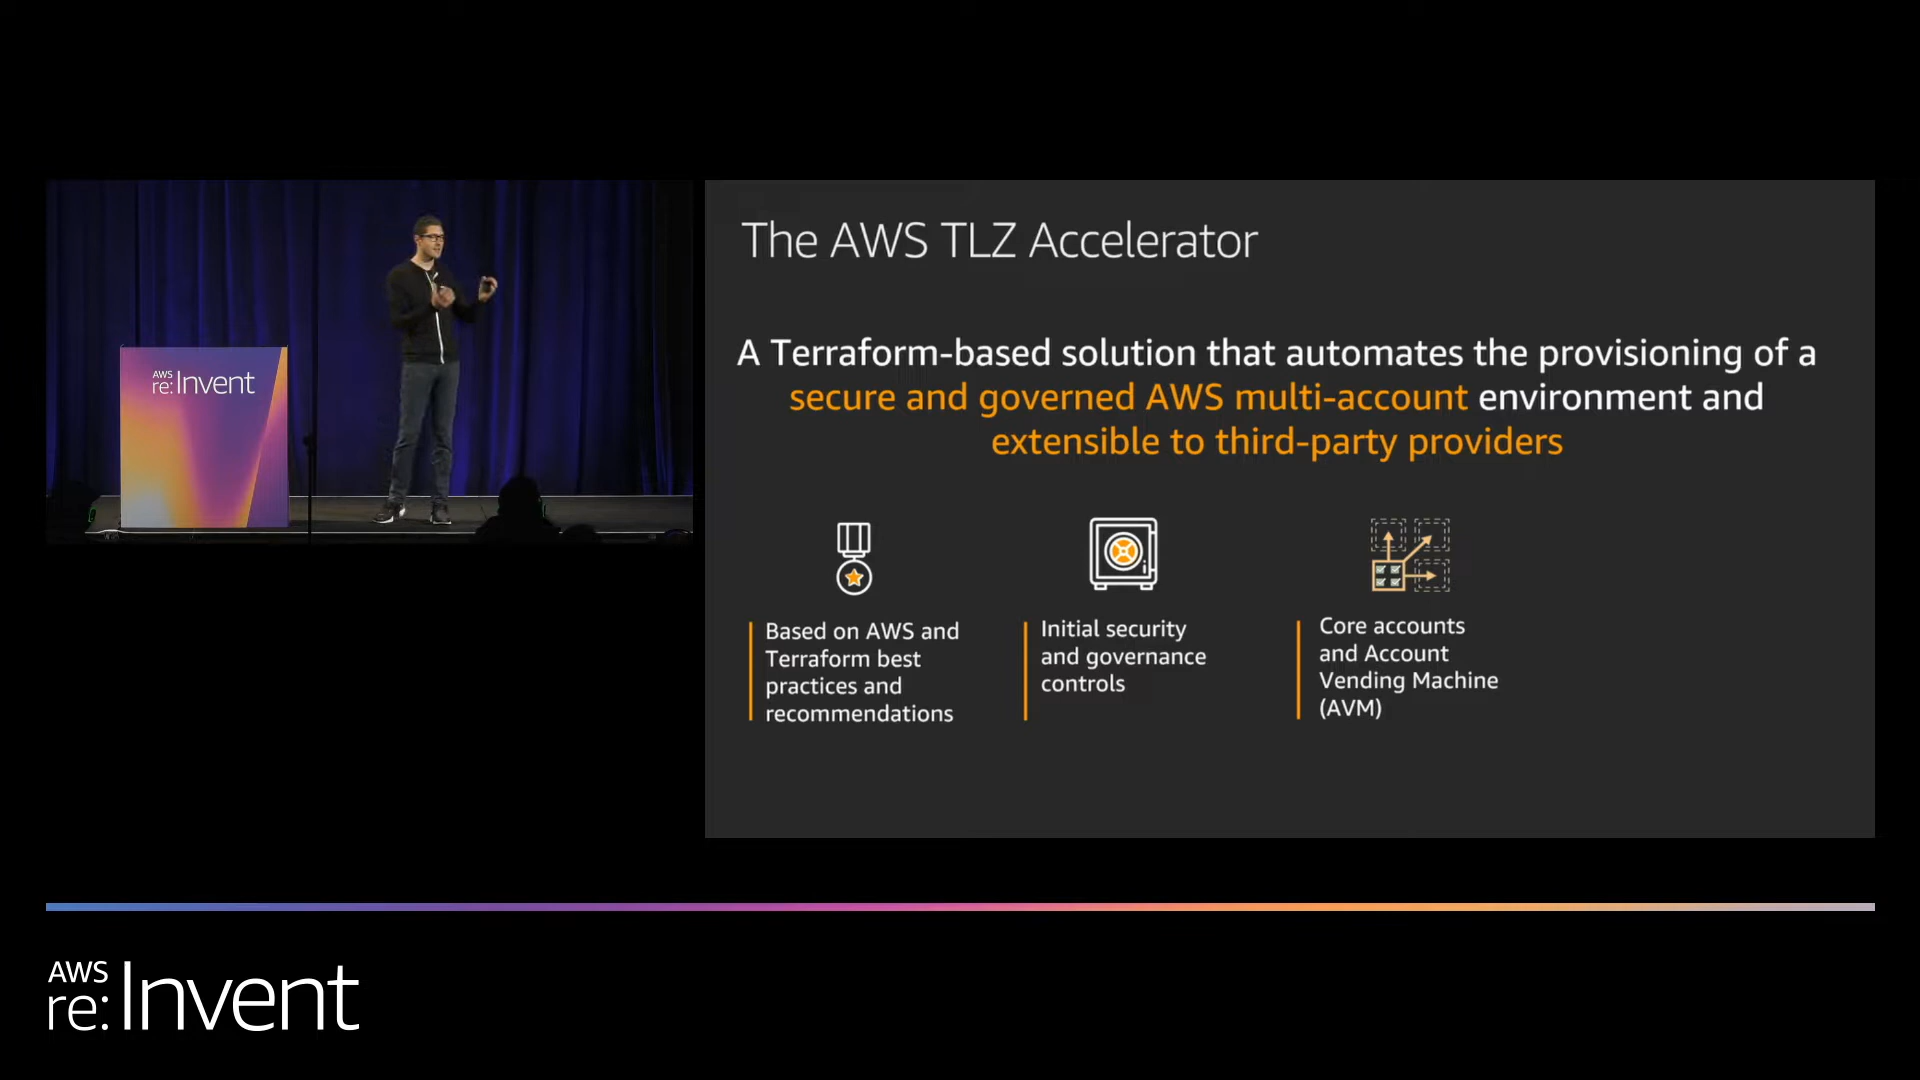 AWS
re:Invent
The AWS TLZ Accelerator
A Terraform-based solution that automates the provisioning of a
secure and governed AWS multi-account environment and
extensible to third-party providers
Based on AWS and
Terraform best
practices and
recommendations
Initial security
and governance
controls
Core accounts
and Account
Vending Machine
(AVM)
AWS
re:Invent